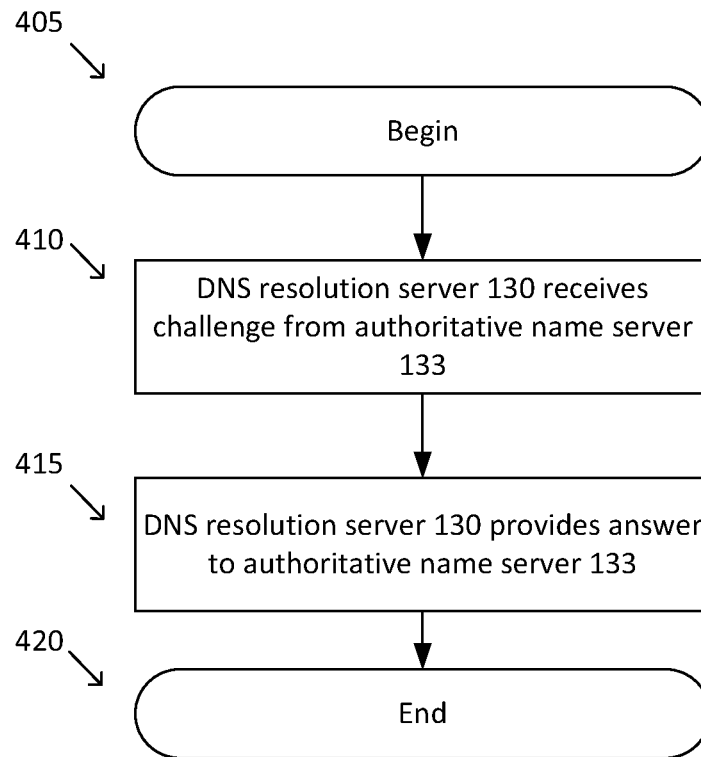 405
Begin
410
DNS resolution server 130 receives
challenge from authoritative name server
133
415
DNS resolution server 130 provides answer
to authoritative name server 133
420
End